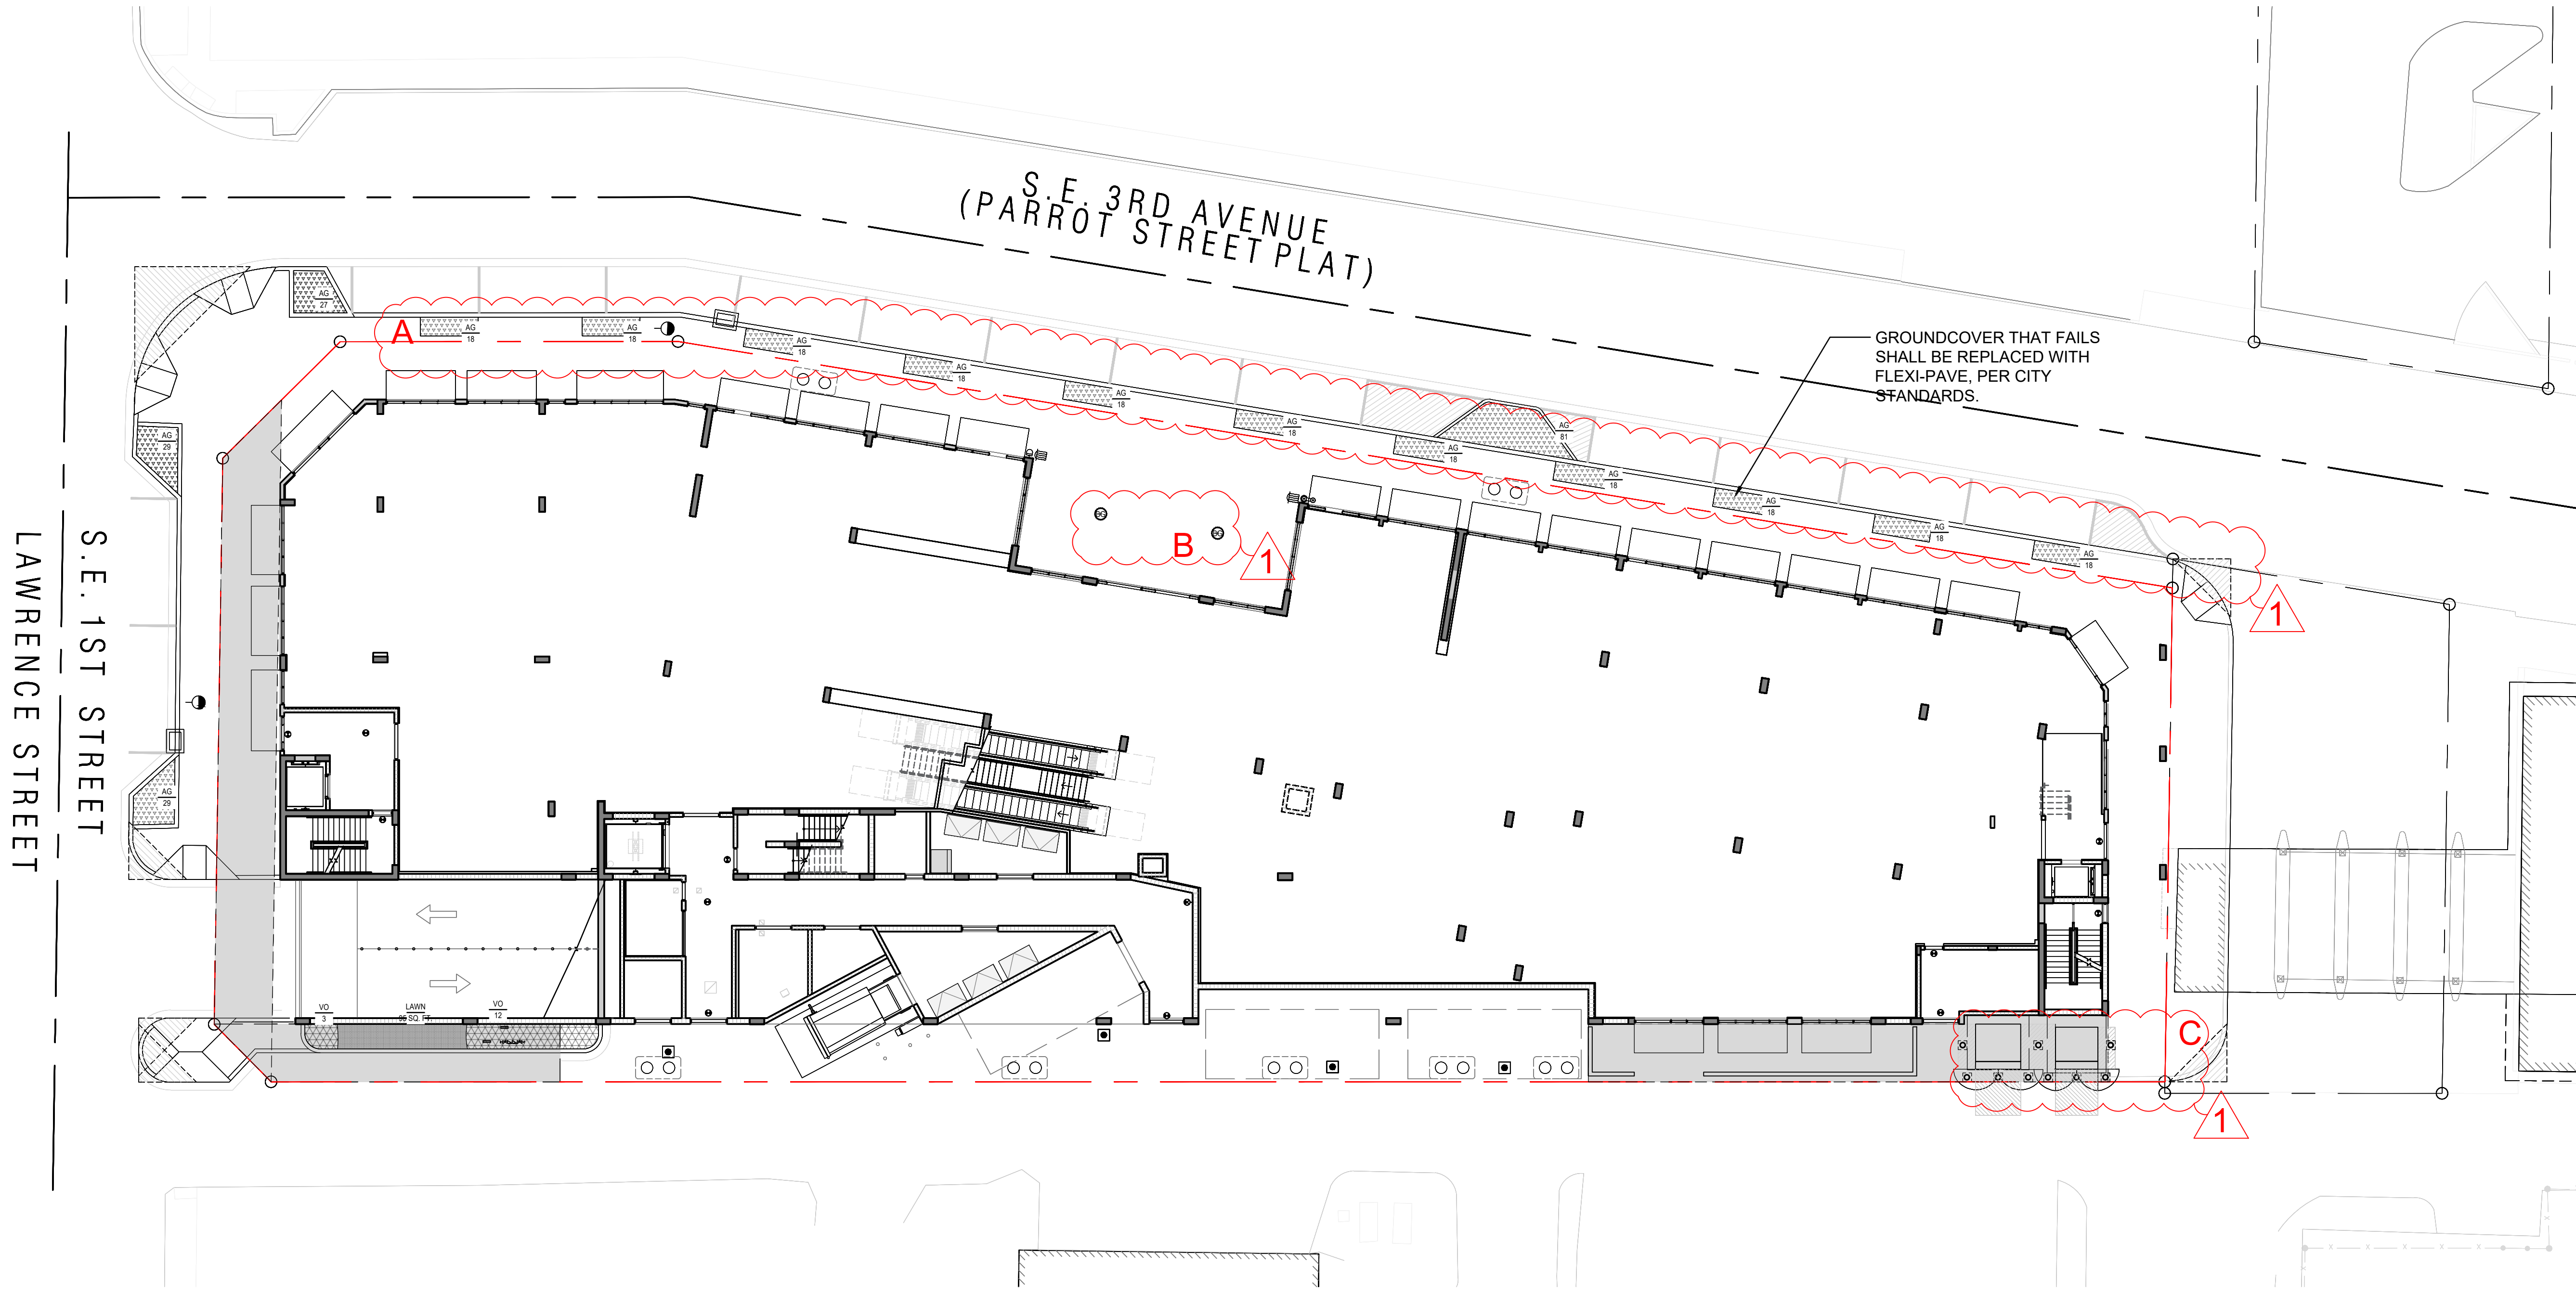 S.E. 3RD AVENUE
(PARROT STREET PLAT)
GROUNDCOVER THAT FAILS
SHALL BE REPLACED WITH
FLEXI-PAVE, PER CITY
STANDARDS.
AG
27
A
AG
18
AG
18
AG
18
AG
18
AG
18
AG
18
AG
18
AG
81
AG
18
AG
18
AG
18
AG
18
1
AG
29
AG
29
B
1
S.E. 1ST STREET
LAWRENCE STREET
VO
3
LAWN
VO
12
C
1